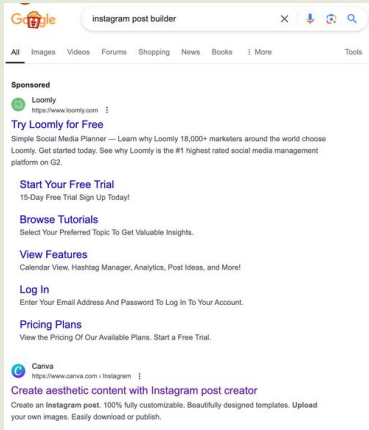 Google
instagram post builder
All Images Videos Forums Shopping News Books More Tools
Sponsored
Loomly
https://www.loomly.com
Try Loomly for Free
Simple Social Media Planner — Learn why Loomly 18,000+ marketers around the world choose
Loomly. Get started today. See why Loomly is the #1 highest rated social media management
platform on G2.
Start Your Free Trial
15-Day Free Trial Sign Up Today!
Browse Tutorials
Select Your Preferred Topic To Get Valuable Insights.
View Features
Calendar View, Hashtag Manager, Analytics, Post Ideas, and More!
Log In
Enter Your Email Address And Password To Log In To Your Account.
Pricing Plans
View the Pricing Of Our Available Plans. Start a Free Trial.
Canva
https://www.canva.com › Instagram
Create aesthetic content with Instagram post creator
Create an Instagram post. 100% fully customizable. Beautifully designed templates. Upload
your own images. Easily download or publish.